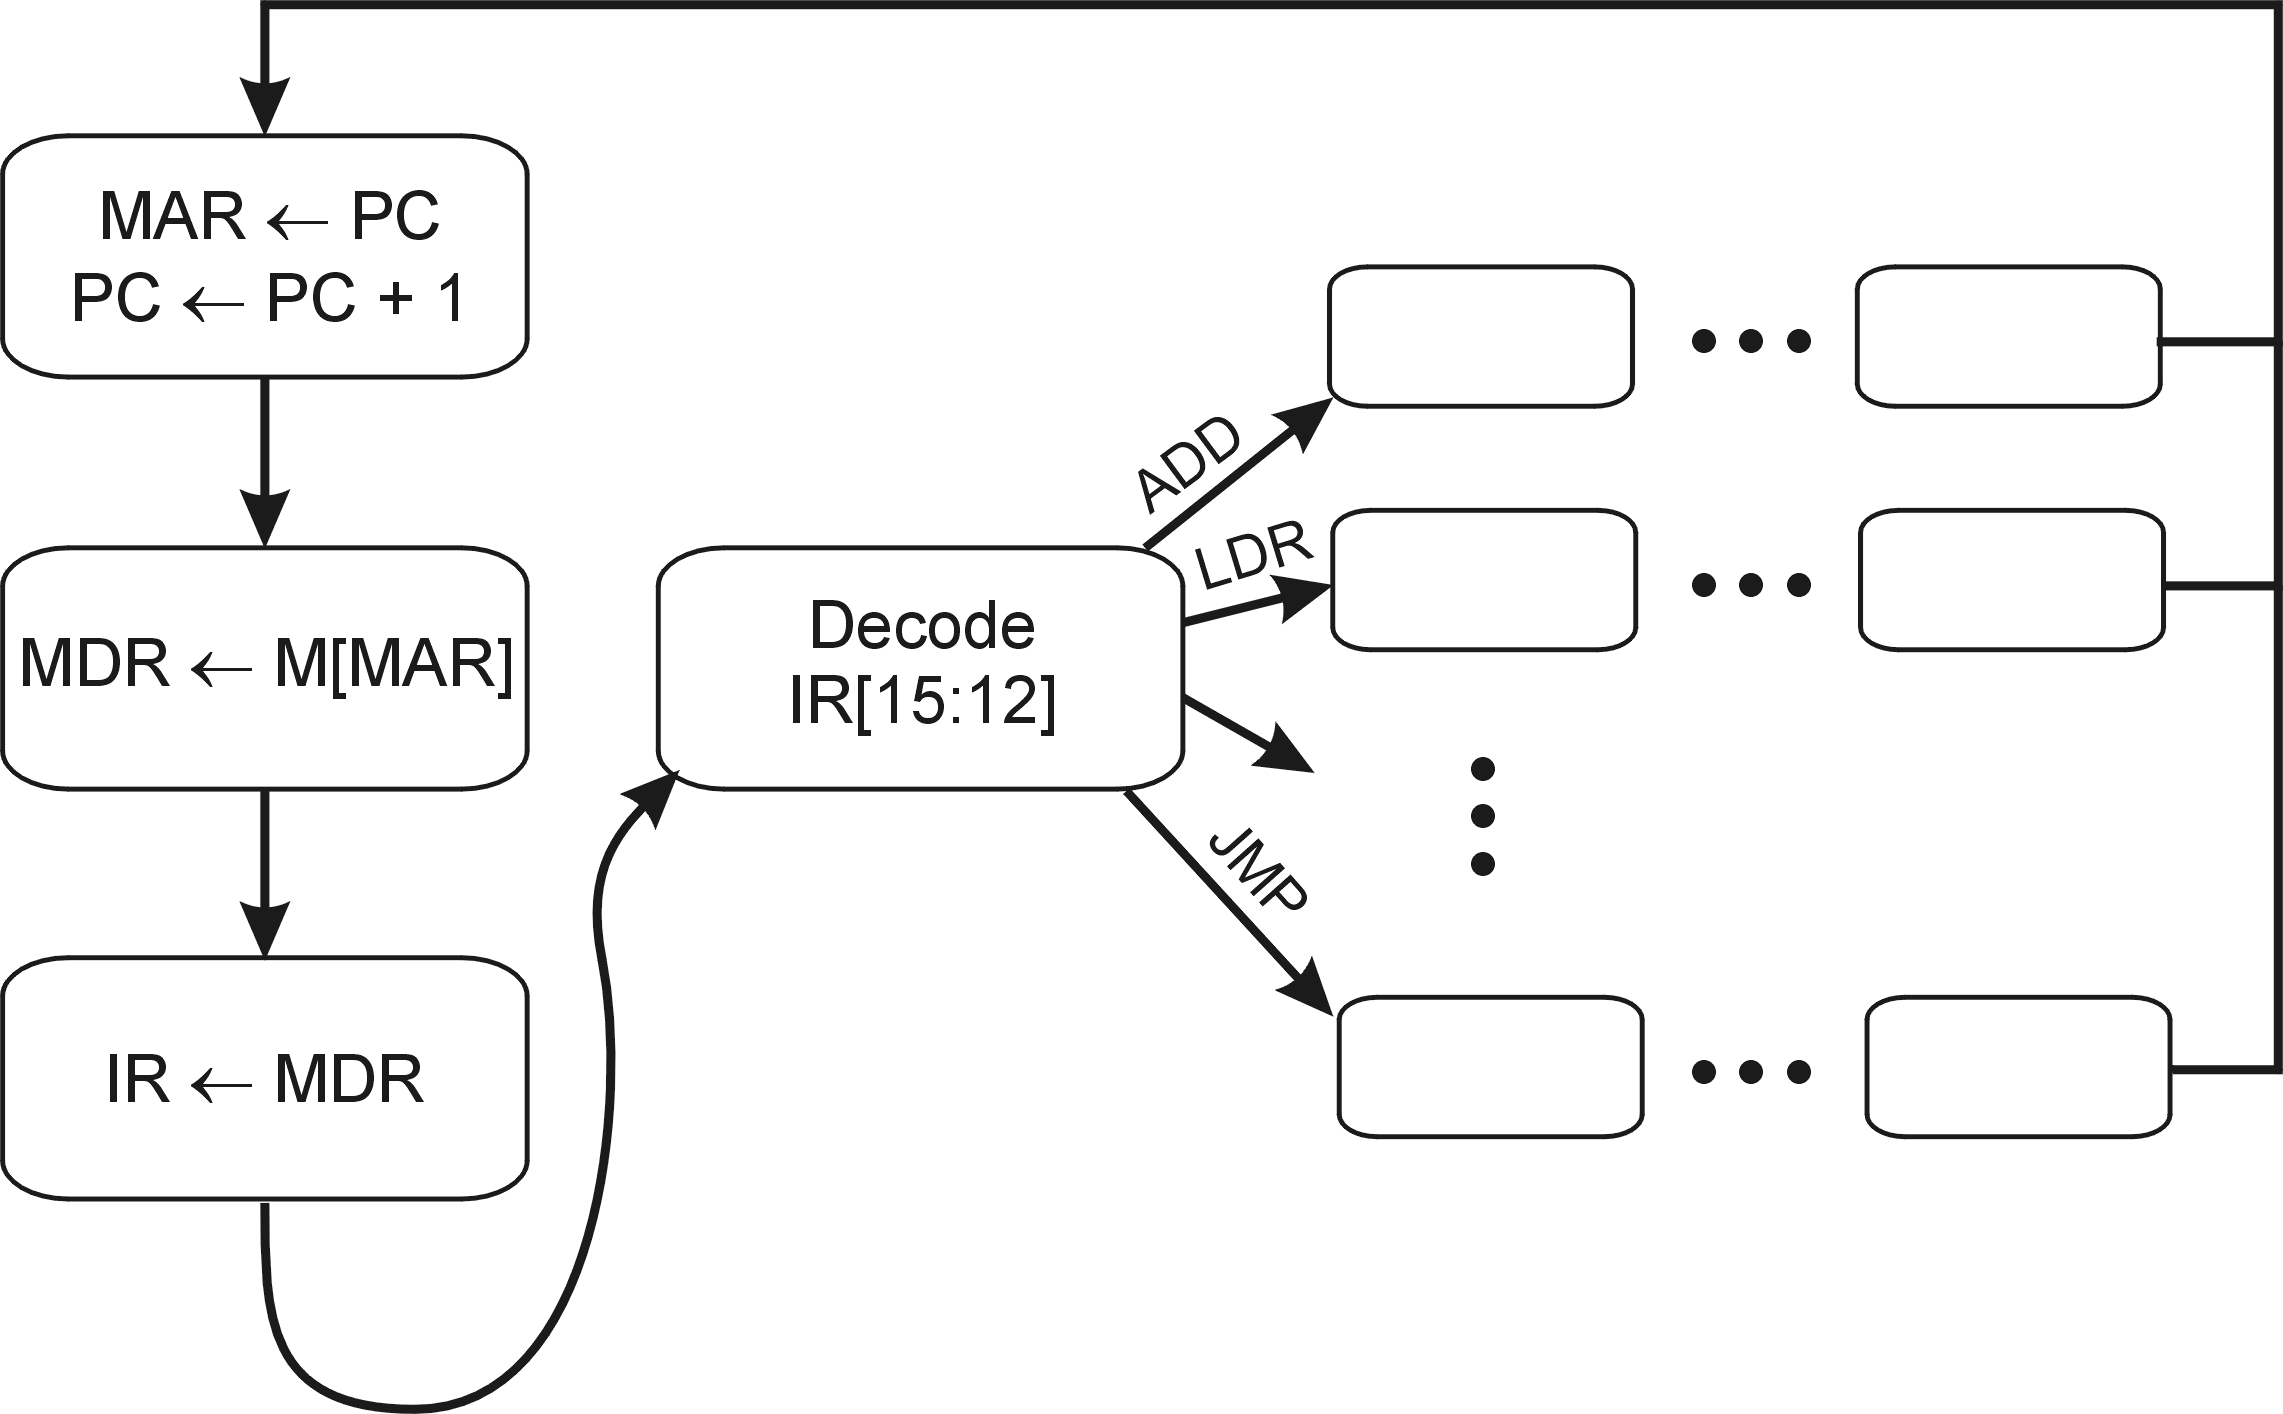 MAR ← PC
PC ← PC + 1
MDR ← M[MAR]
IR ← MDR
Decode
IR[15:12]
ADD
LDR
JMP